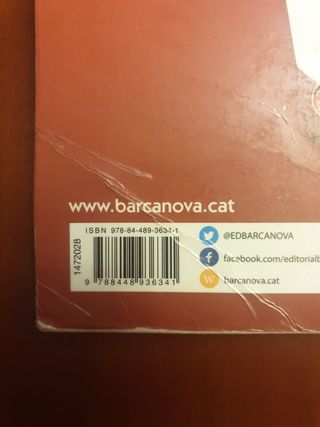 www.barcanova.cat
ISBN 978-84-489-3634-1
1472028
9 788448 936341
@EDBARCANOVA
facebook.com/editorialb
W
barcanova.cat